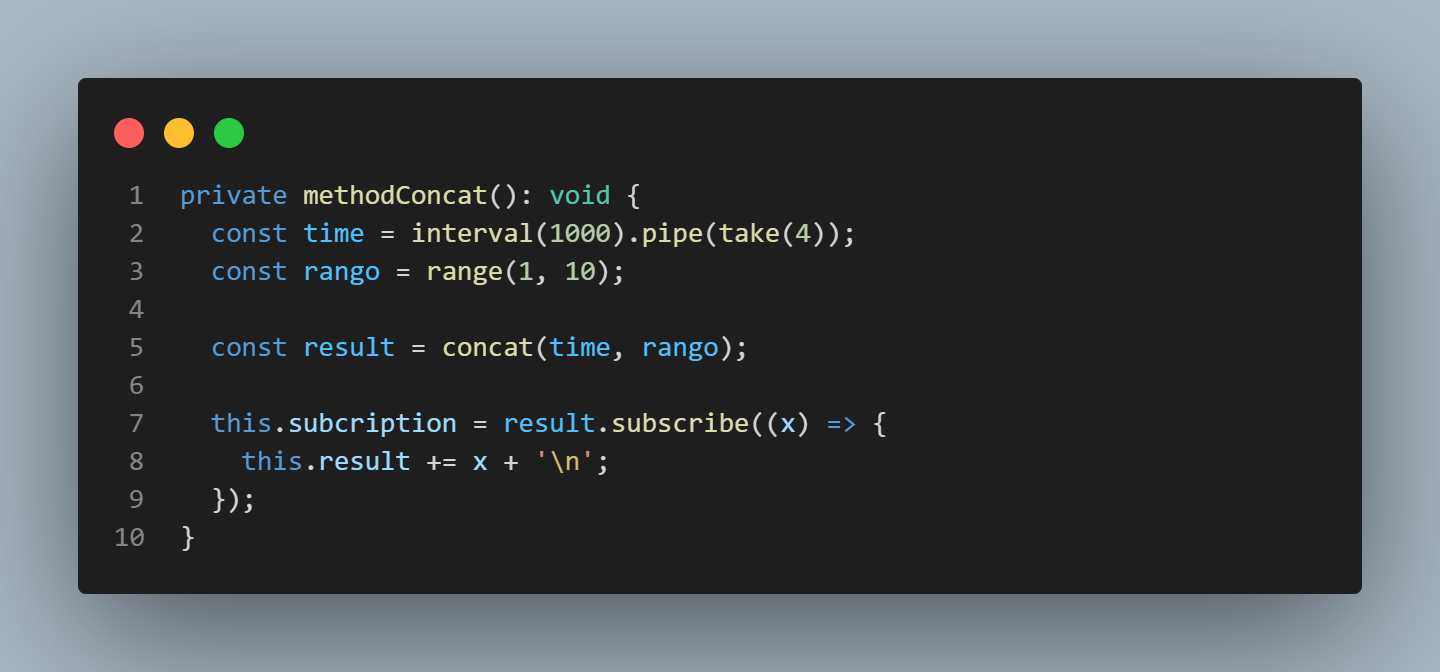 1 private methodConcat(): void {
2   const time = interval(1000).pipe(take(4));
3   const rango = range(1, 10);
4
5   const result = concat(time, rango);
6
7   this.subcription = result.subscribe((x) => {
8     this.result += x + '\n';
9   });
10 }